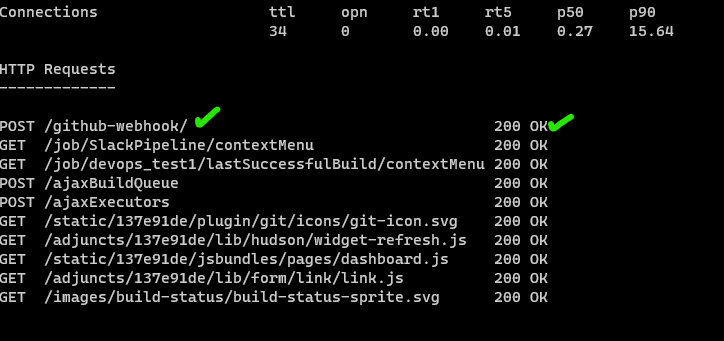 Connections ttl opn rt1 rt5 p50 p90
34 0 0.00 0.01 0.27 15.64
HTTP Requests
-------------
POST /github-webhook/ 200 OK
GET /job/SlackPipeline/contextMenu 200 OK
GET /job/devops_test1/lastSuccessfulBuild/contextMenu 200 OK
POST /ajaxBuildQueue 200 OK
POST /ajaxExecutors 200 OK
GET /static/137e91de/plugin/git/icons/git-icon.svg 200 OK
GET /adjuncts/137e91de/lib/hudson/widget-refresh.js 200 OK
GET /static/137e91de/jsbundles/pages/dashboard.js 200 OK
GET /adjuncts/137e91de/lib/form/link/link.js 200 OK
GET /images/build-status/build-status-sprite.svg 200 OK